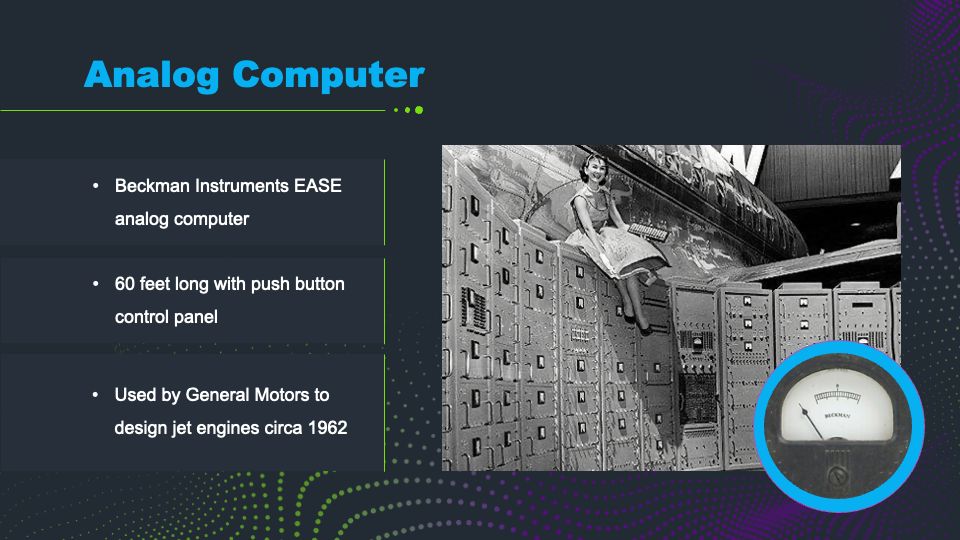 Analog Computer
• Beckman Instruments EASE
analog computer
• 60 feet long with push button
control panel
• Used by General Motors to
design jet engines circa 1962
BECKMAN